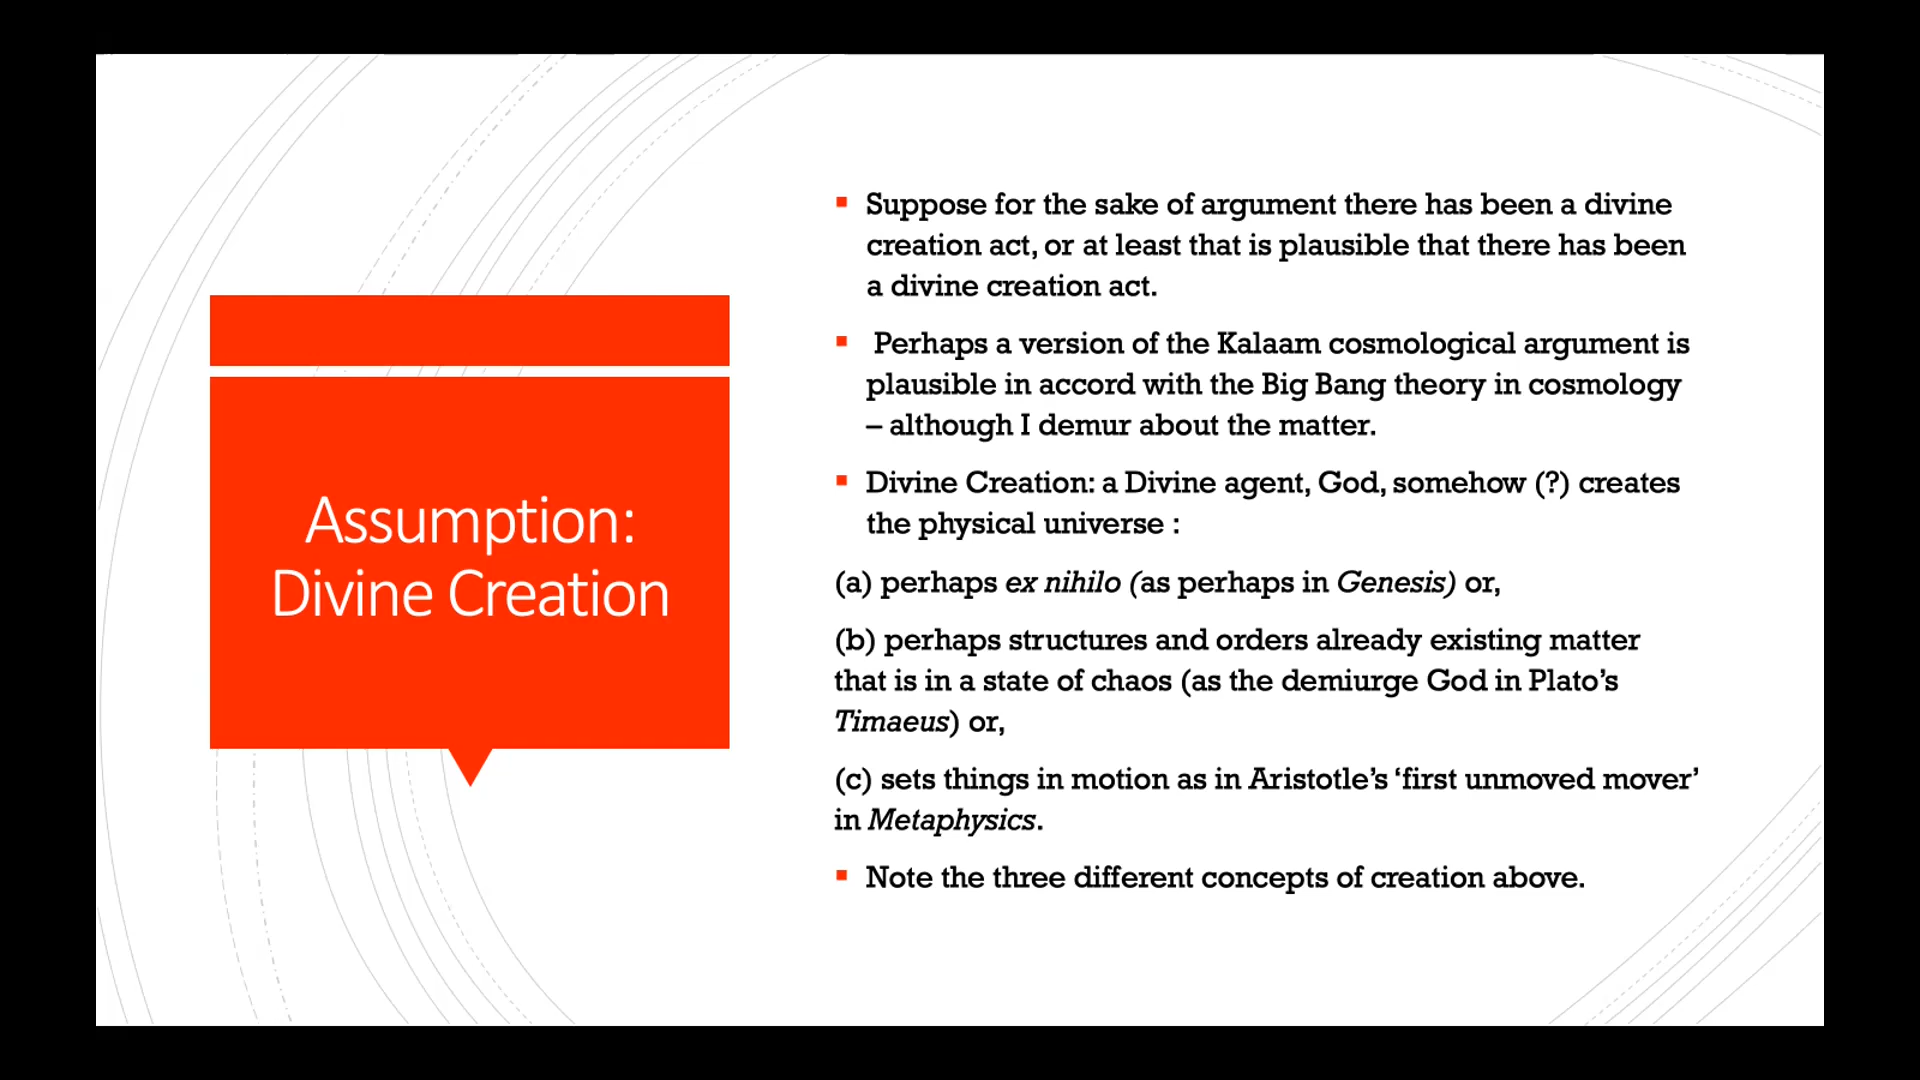 Assumption:
Divine Creation
Suppose for the sake of argument there has been a divine
creation act, or at least that is plausible that there has been
a divine creation act.
Perhaps a version of the Kalaam cosmological argument is
plausible in accord with the Big Bang theory in cosmology
– although I demur about the matter.
Divine Creation: a Divine agent, God, somehow (?) creates
the physical universe :
(a) perhaps ex nihilo (as perhaps in Genesis) or,
(b) perhaps structures and orders already existing matter
that is in a state of chaos (as the demiurge God in Plato’s
Timaeus) or,
(c) sets things in motion as in Aristotle’s ‘first unmoved mover’
in Metaphysics.
Note the three different concepts of creation above.